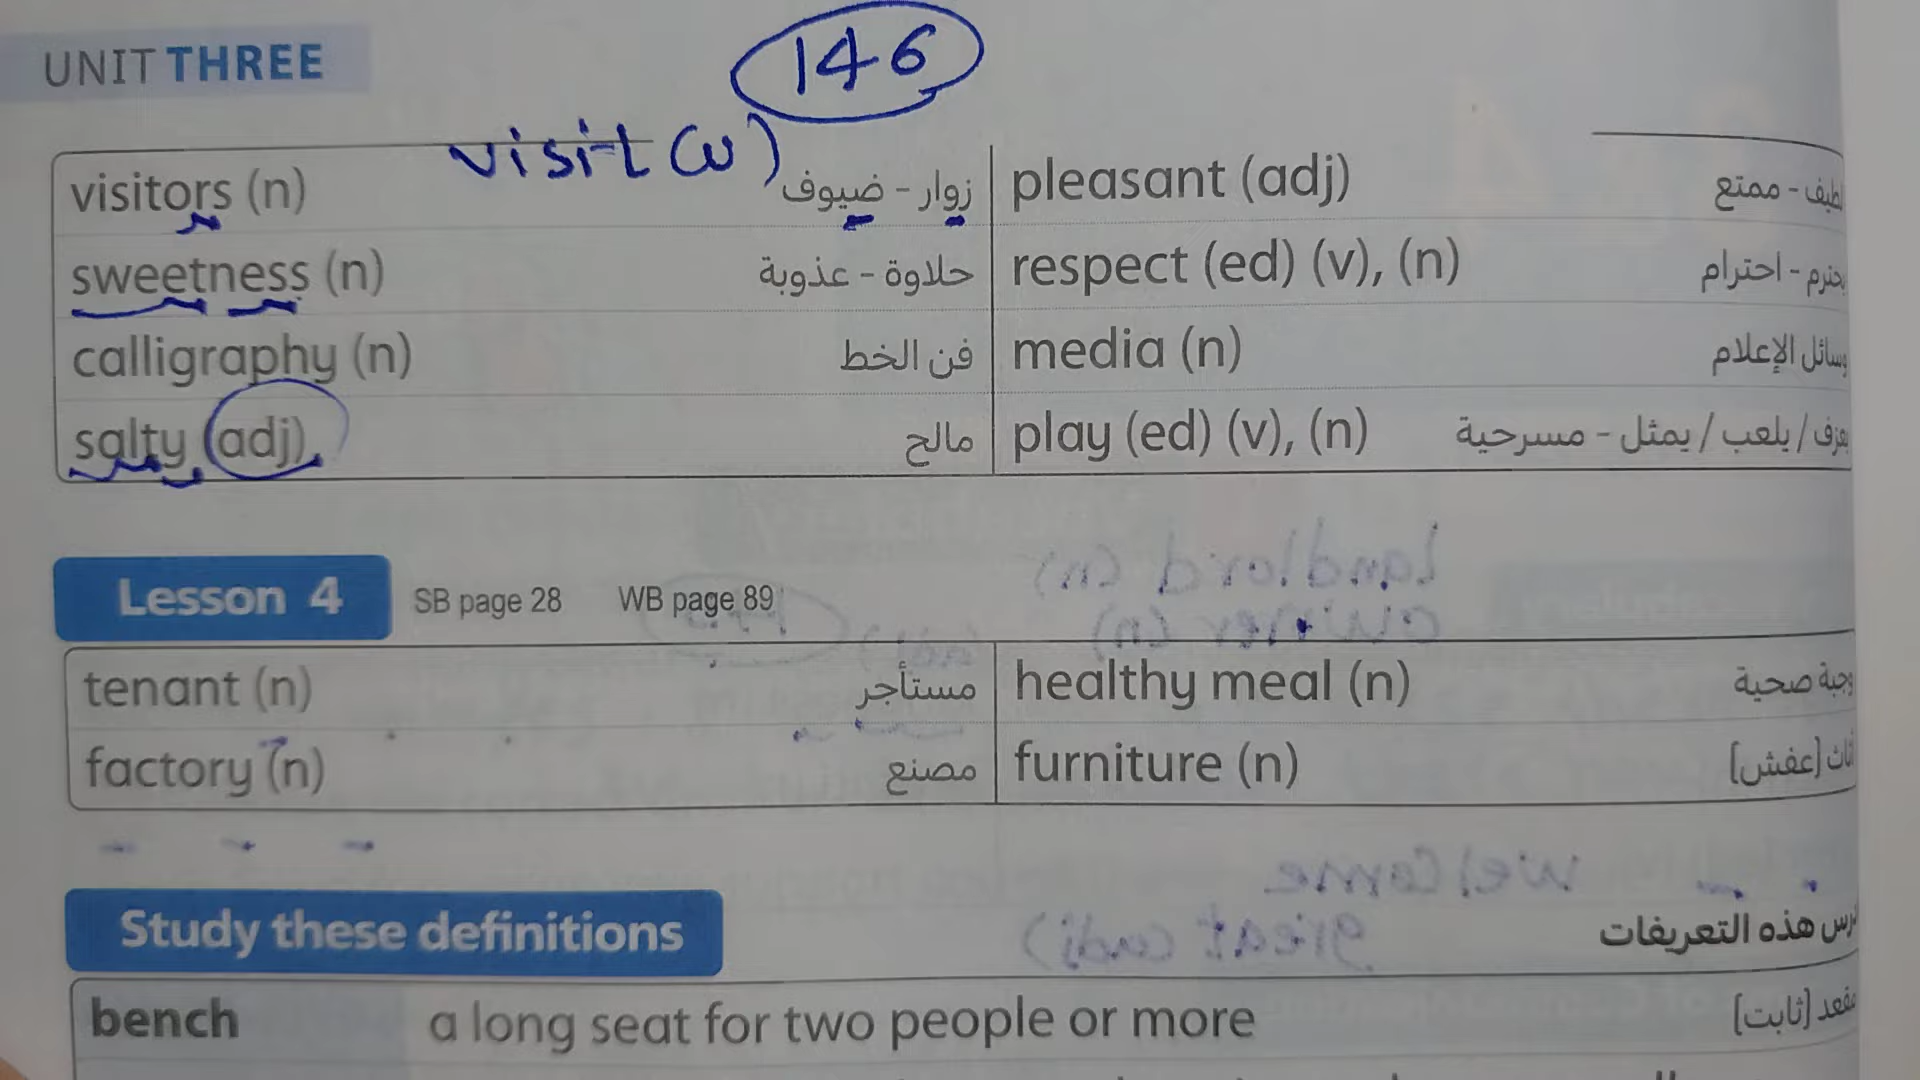 UNIT THREE
146
visit (v)
visitors (n) زوار - ضيوف
pleasant (adj) لطيف - ممتع
sweetness (n) حلاوة - عذوبة
respect (ed) (v), (n) يحترم - احترام
calligraphy (n) فن الخط
media (n) وسائل الإعلام
salty (adj) مالح
play (ed) (v), (n) يعزف / يلعب / يمثل - مسرحية
Lesson 4 SB page 28 WB page 89
landlord (n)
owner (n)
tenant (n) مستأجر
healthy meal (n) وجبة صحية
factory (n) مصنع
furniture (n) أثاث [عفش]
welcome
great (adj)
Study these definitions هذه التعريفات
bench a long seat for two people or more مقعد [ثابت]